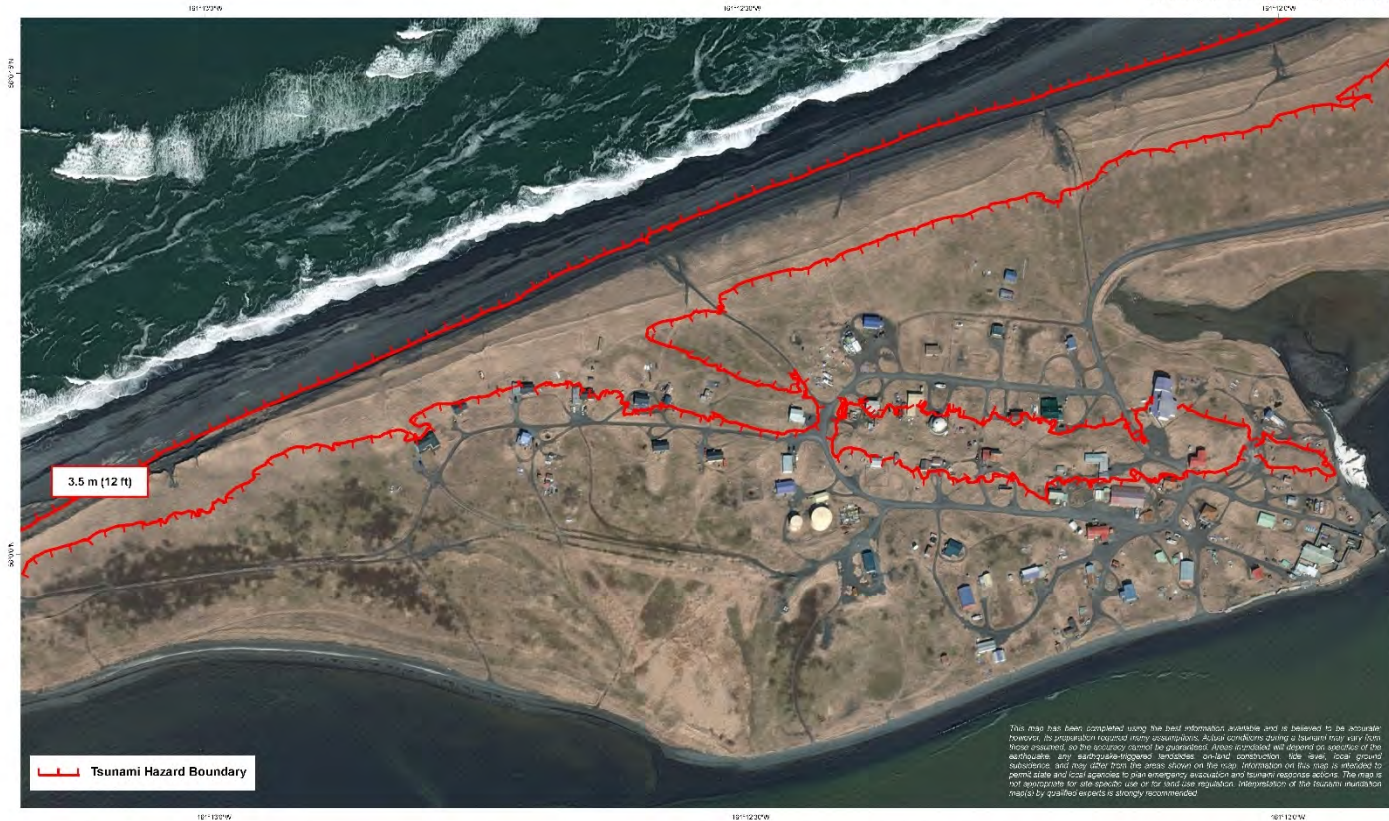 161°12'30"W
161°12'0"W
3.5 m (12 ft)
Tsunami Hazard Boundary
This map has been completed using the best information available and is believed to be accurate;
however, its preparation required many assumptions. Actual conditions during a tsunami may vary from
those assumed, so the accuracy cannot be guaranteed. Areas inundated will depend on specifics of the
earthquake, any earthquake-triggered landslides, on-land construction, tide level, local ground
subsidence, and may differ from the areas shown on the map. Information on this map is intended to
permit state and local agencies to plan emergency evacuation and tsunami response actions. The map is
not appropriate for site-specific use or for land-use regulation. Interpretation of the tsunami inundation
map(s) by qualified experts is strongly recommended.